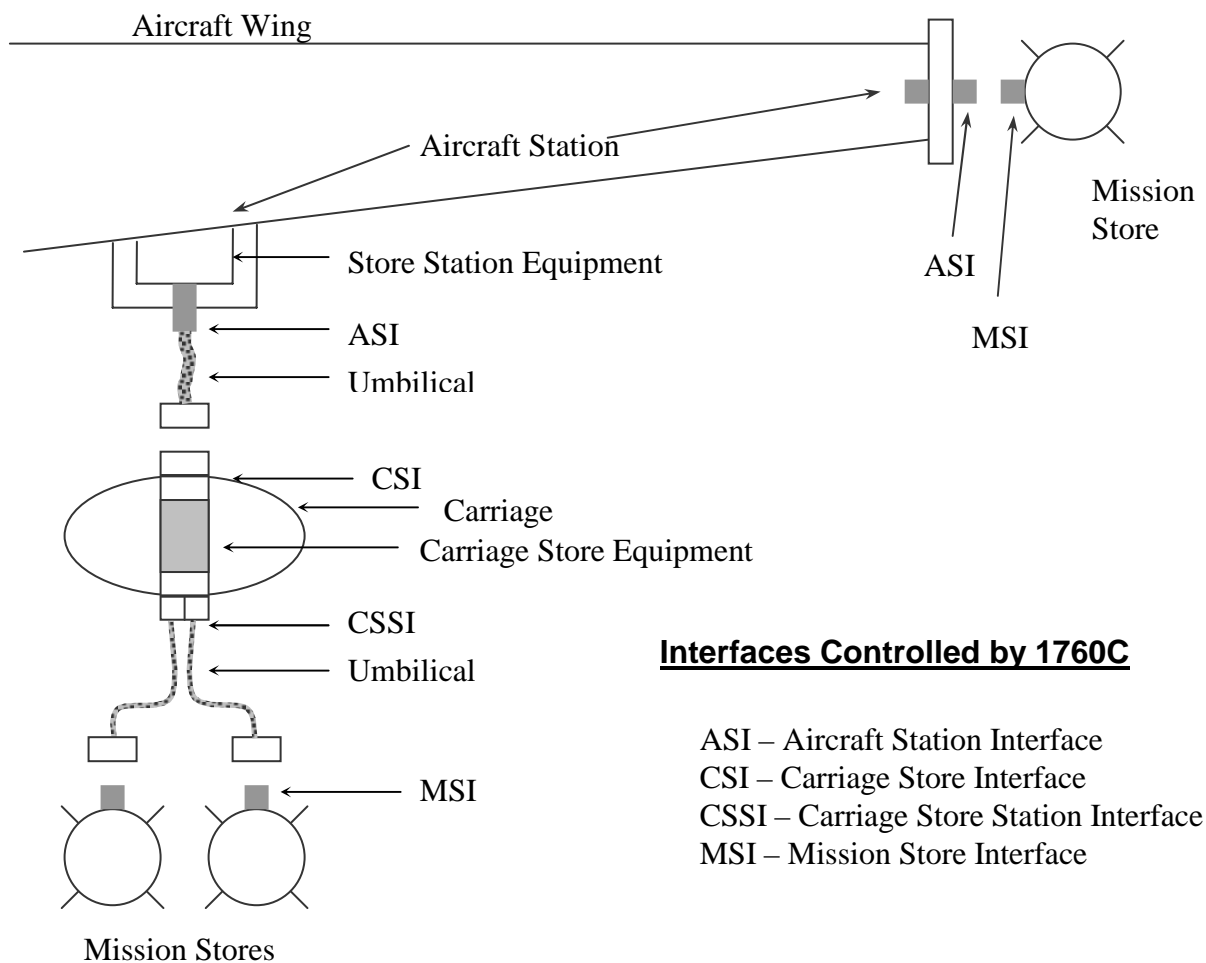 Aircraft Wing
Aircraft Station
Mission
Store
Store Station Equipment
ASI
ASI
MSI
Umbilical
CSI
Carriage
Carriage Store Equipment
CSSI
Umbilical
Interfaces Controlled by 1760C
ASI – Aircraft Station Interface
CSI – Carriage Store Interface
CSSI – Carriage Store Station Interface
MSI – Mission Store Interface
MSI
Mission Stores